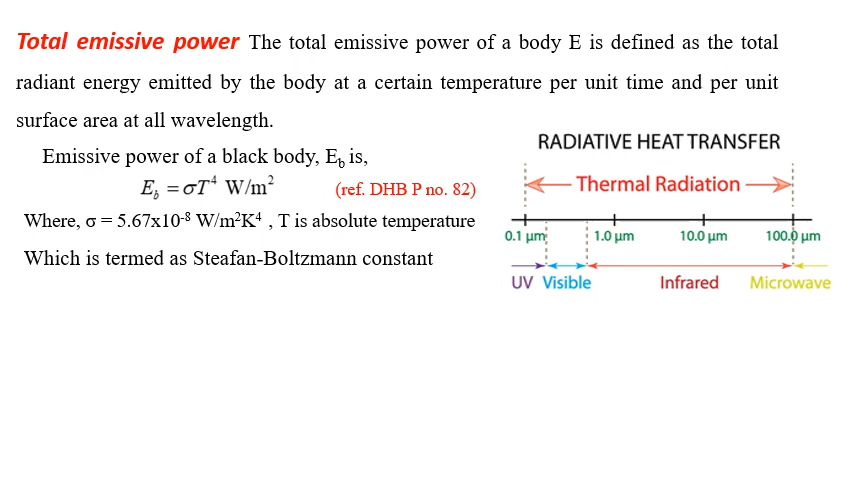 Total emissive power The total emissive power of a body E is defined as the total
radiant energy emitted by the body at a certain temperature per unit time and per unit
surface area at all wavelength.
Emissive power of a black body, E_b is,
E_b = σT⁴ W/m² (ref. DHB P no. 82)
Where, σ = 5.67x10⁻⁸ W/m²K⁴ , T is absolute temperature
Which is termed as Steafan-Boltzmann constant
RADIATIVE HEAT TRANSFER
Thermal Radiation
0.1 µm 1.0 µm 10.0 µm 100.0 µm
UV Visible Infrared Microwave